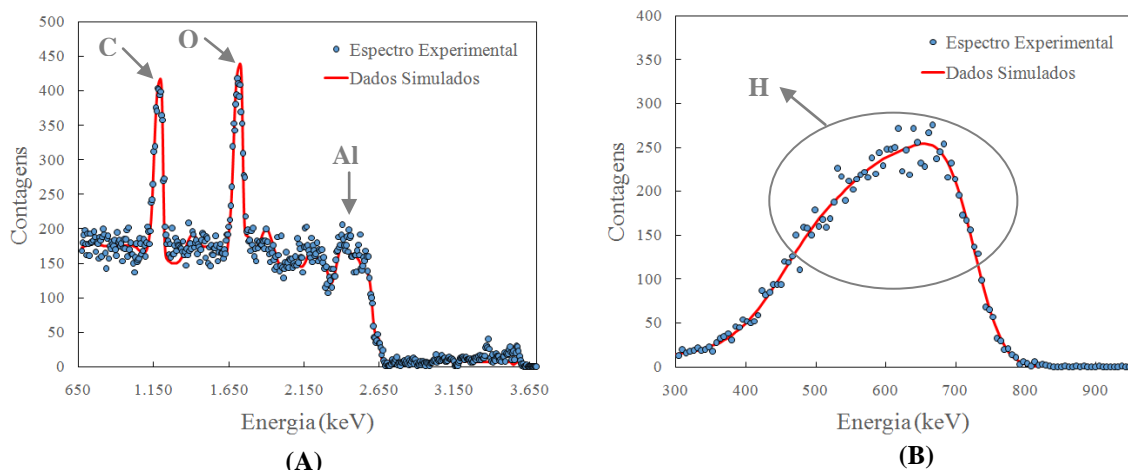 500
450
400
350
300
250
200
150
100
50
0
Contagens
C
O
Al
Espectro Experimental
Dados Simulados
650 1.150 1.650 2.150 2.650 3.150 3.650
Energia (keV)
(A)
400
350
300
250
200
150
100
50
0
Contagens
H
Espectro Experimental
Dados Simulados
300 400 500 600 700 800 900
Energia (keV)
(B)